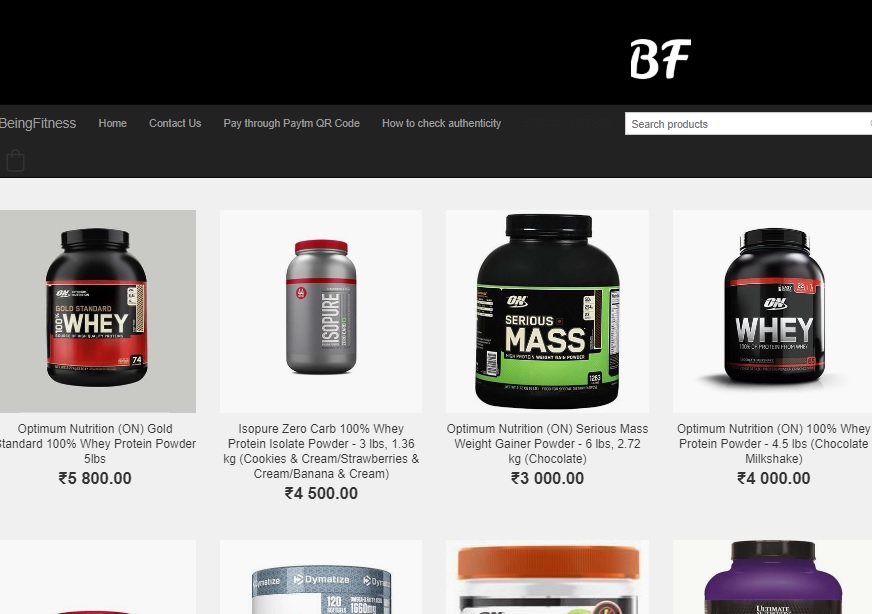 BF
BeingFitness Home Contact Us Pay through Paytm QR Code How to check authenticity Search products
ON
GOLD STANDARD
100% WHEY
74
ISOPURE
ON
SERIOUS
MASS
HIGH PROTEIN WEIGHT GAIN POWDER
ON
WHEY
100% OF PROTEIN FROM WHEY
Optimum Nutrition (ON) Gold
Standard 100% Whey Protein Powder
5lbs
₹5 800.00
Isopure Zero Carb 100% Whey
Protein Isolate Powder - 3 lbs, 1.36
kg (Cookies & Cream/Strawberries &
Cream/Banana & Cream)
₹4 500.00
Optimum Nutrition (ON) Serious Mass
Weight Gainer Powder - 6 lbs, 2.72
kg (Chocolate)
₹3 000.00
Optimum Nutrition (ON) 100% Whey
Protein Powder - 4.5 lbs (Chocolate
Milkshake)
₹4 000.00
Dymatize
120
SOFTGELS
1660mg
ULTIMATE